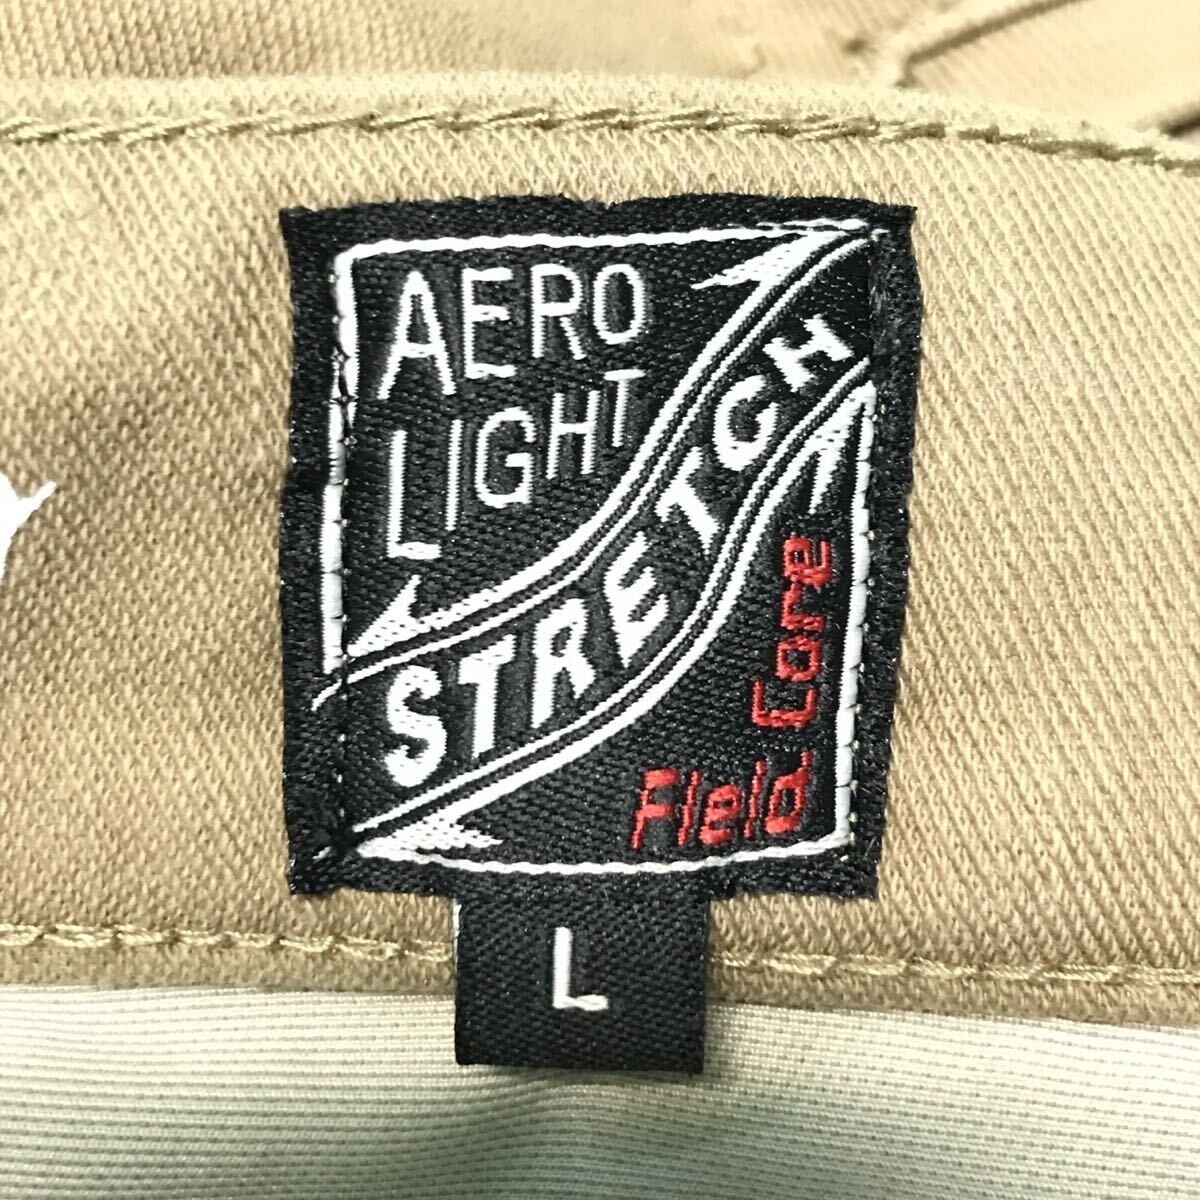 AERO
LIGHT
STRETCH
Field Core
L